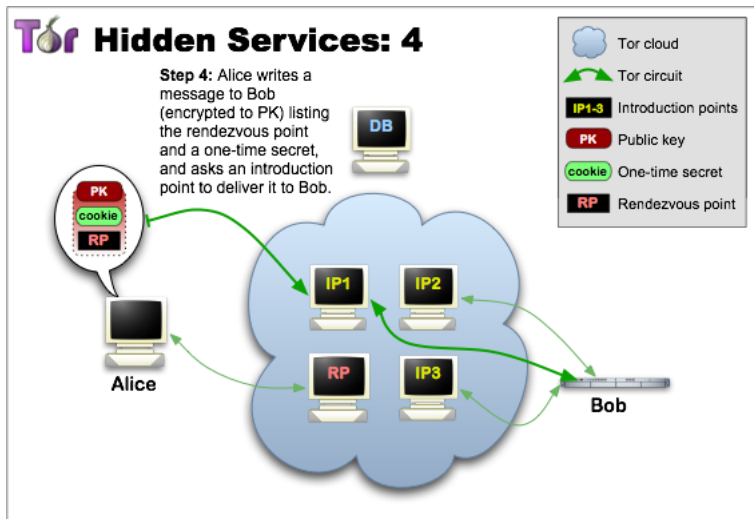 Tor Hidden Services: 4
Step 4: Alice writes a
message to Bob
(encrypted to PK) listing
the rendezvous point
and a one-time secret,
and asks an introduction
point to deliver it to Bob.
DB
Tor cloud
Tor circuit
IP1-3 Introduction points
PK Public key
cookie One-time secret
RP Rendezvous point
PK
cookie
RP
IP1
IP2
RP
IP3
Alice
Bob